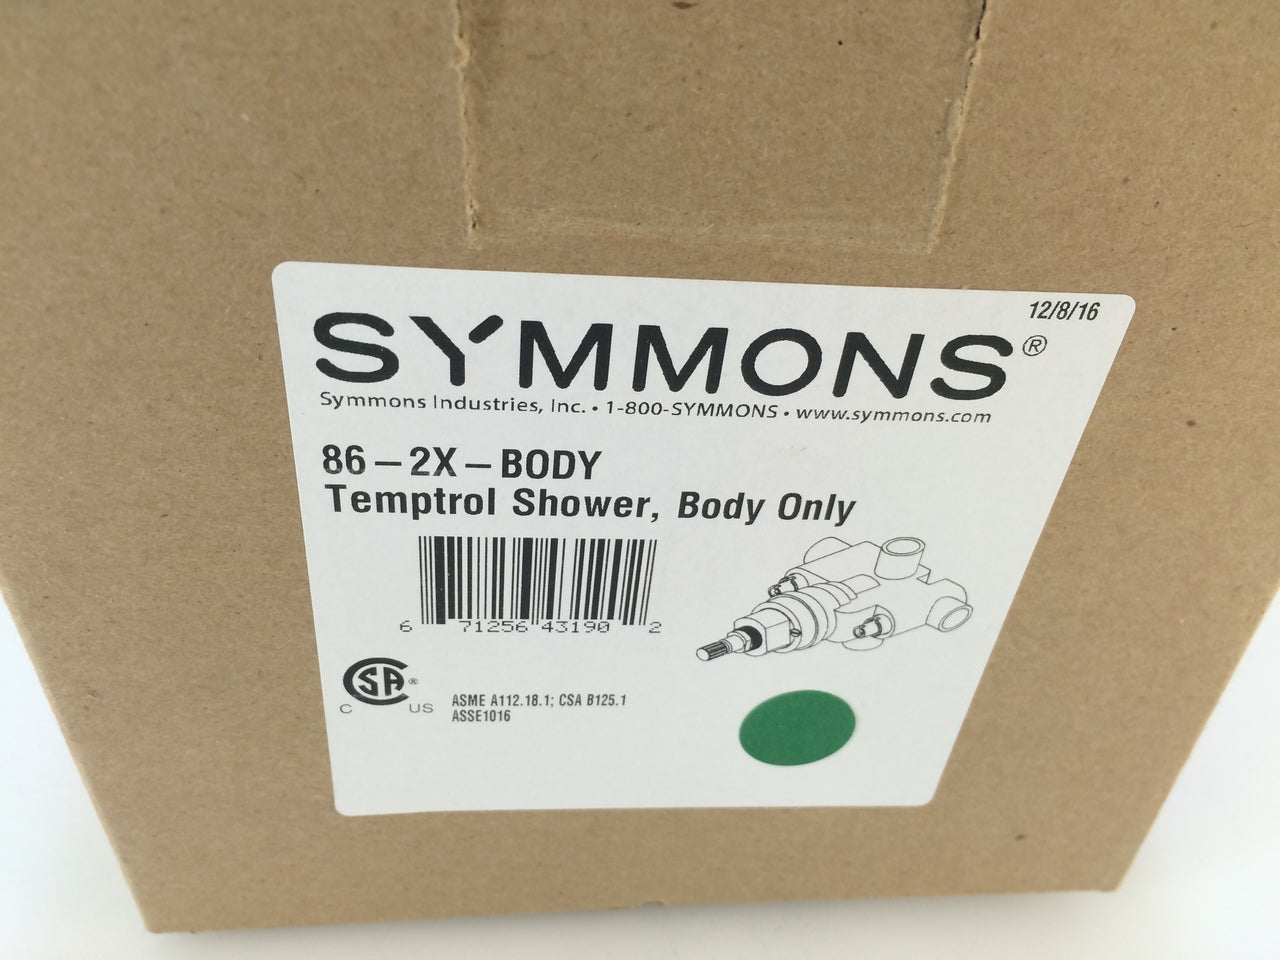 12/8/16
SYMMONS®
Symmons Industries, Inc. • 1-800-SYMMONS • www.symmons.com
86–2X–BODY
Temptrol Shower, Body Only
6 71256 43190 2
CSA®
C US
ASME A112.18.1; CSA B125.1
ASSE1016